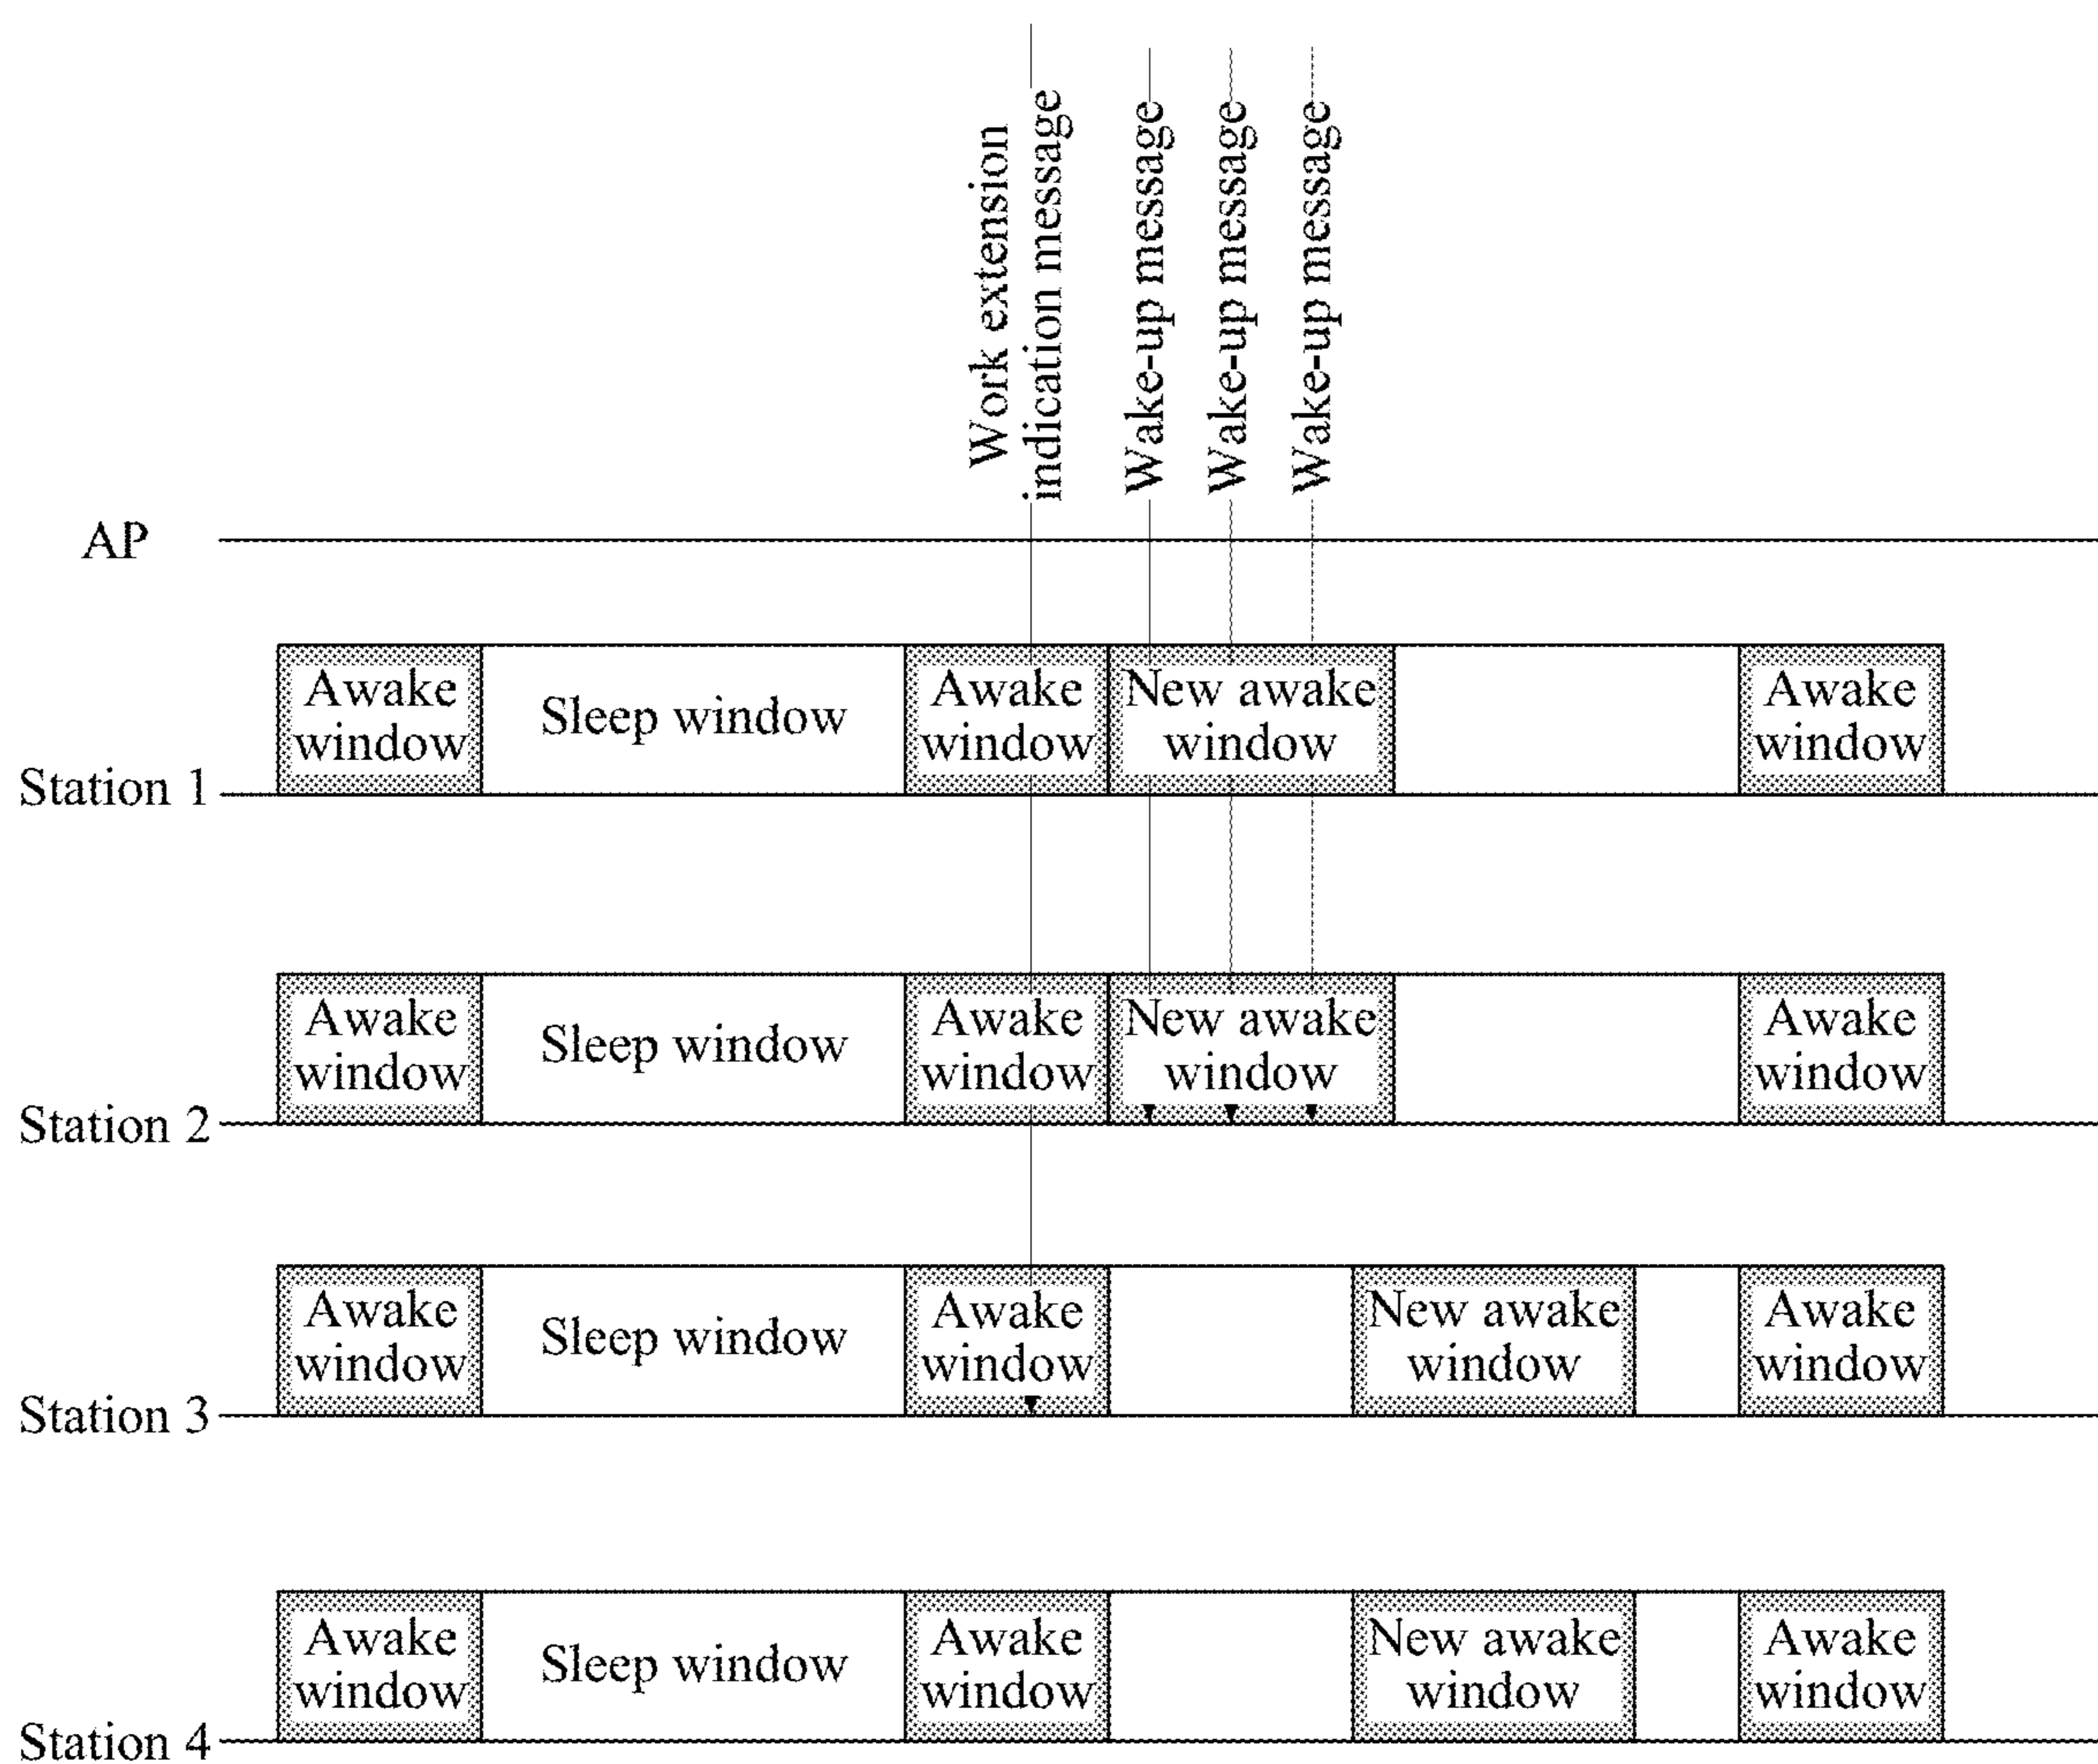 Work extension
indication message
Wake-up message
Wake-up message
Wake-up message
AP
Awake
window
Sleep window
Awake
window
New awake
window
Awake
window
Station 1
Awake
window
Sleep window
Awake
window
New awake
window
Awake
window
Station 2
Awake
window
Sleep window
Awake
window
New awake
window
Awake
window
Station 3
Awake
window
Sleep window
Awake
window
New awake
window
Awake
window
Station 4